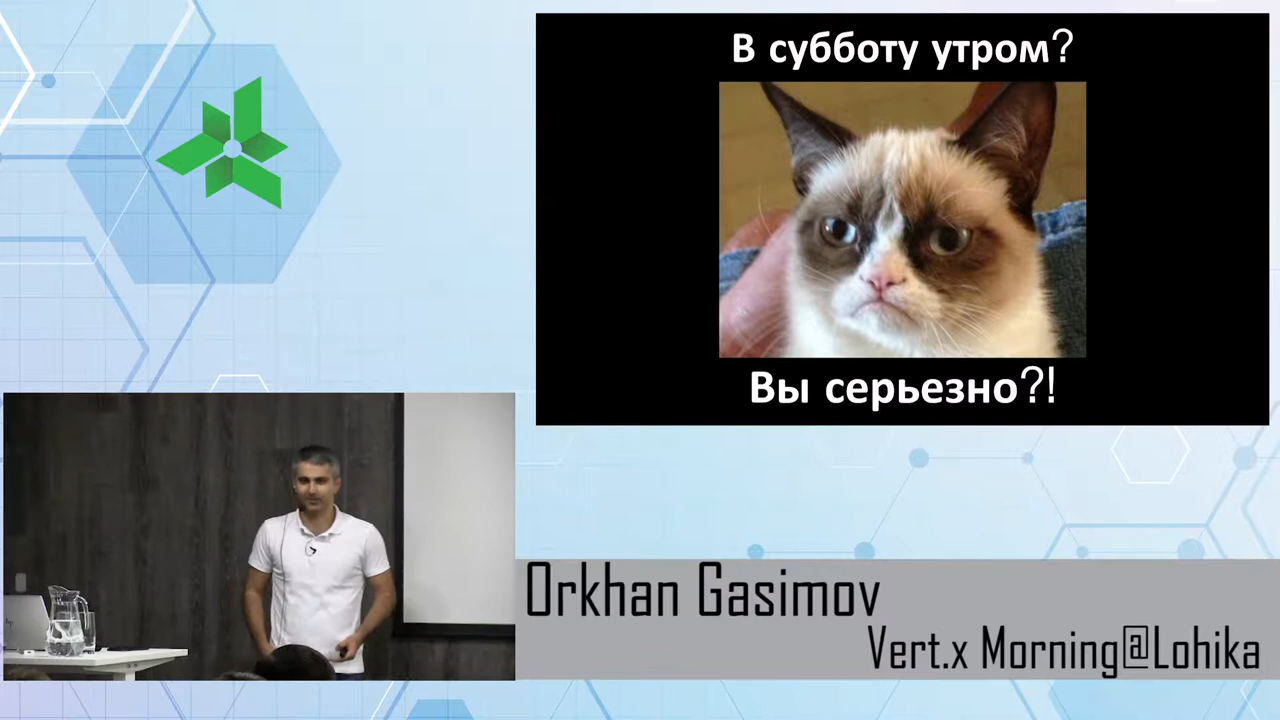 В субботу утром?
Вы серьезно?!
Orkhan Gasimov
Vert.x Morning@Lohika